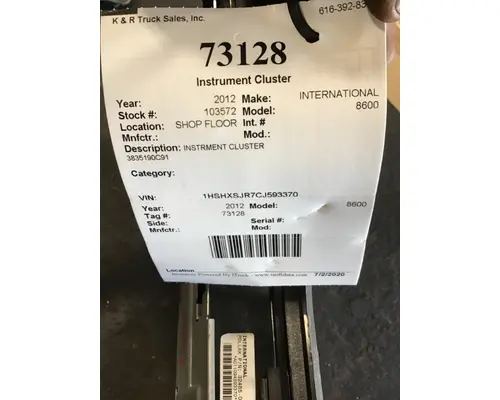 K & R Truck Sales, Inc.
616-392-83
73128
Instrument Cluster
Year: 2012 Make: INTERNATIONAL
Stock #: 103572 Model: 8600
Location: SHOP FLOOR Int. #
Mnfctr.: Mod.:
Description: INSTRMENT CLUSTER
3835190C91
Category:
VIN: 1HSHXSJR7CJ593370
Year: 2012 Model: 8600
Tag #: 73128
Side: Serial #:
Mnfctr.: Mod:
Location
7/2/2020
INTERNATIONAL